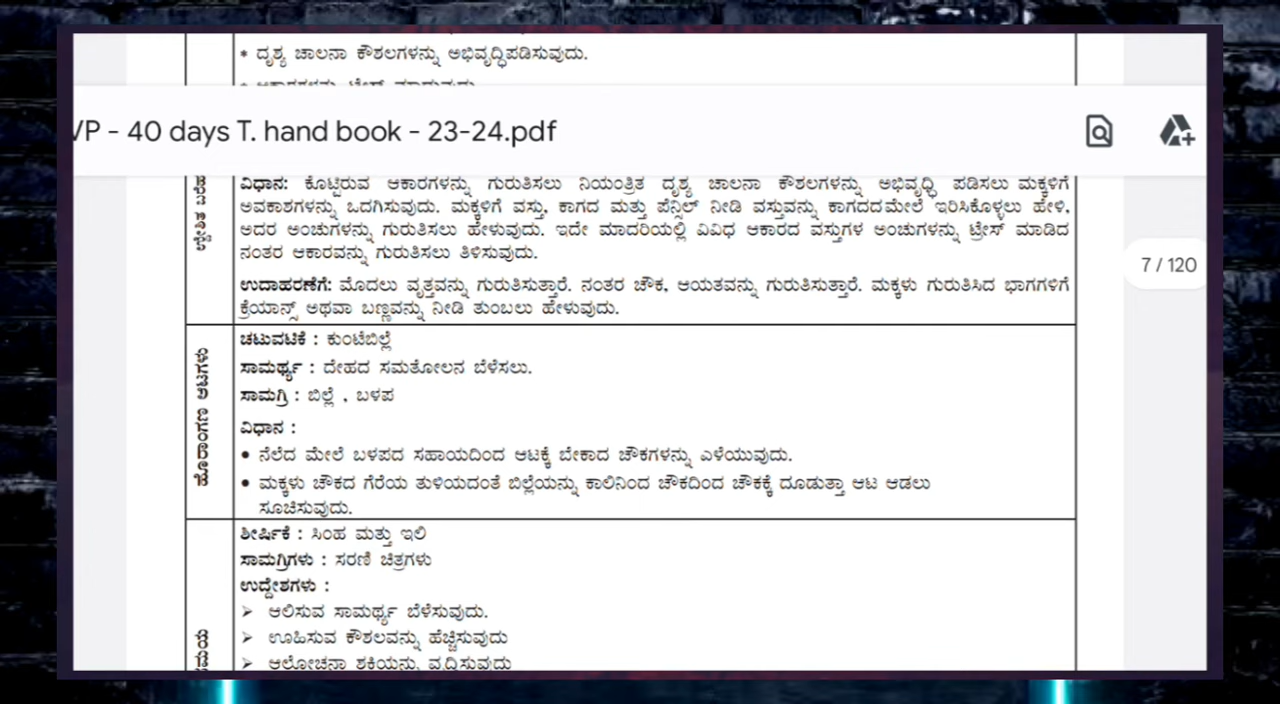 * ದೃಶ್ಯ ಚಾಲನಾ ಕೌಶಲಗಳನ್ನು ಅಭಿವೃದ್ಧಿಪಡಿಸುವುದು.
VP - 40 days T. hand book - 23-24.pdf
ವಿಧಾನ: ಕೊಟ್ಟಿರುವ ಆಕಾರಗಳನ್ನು ಗುರುತಿಸಲು ನಿಯಂತ್ರಿತ ದೃಶ್ಯ ಚಾಲನಾ ಕೌಶಲಗಳನ್ನು ಅಭಿವೃದ್ಧಿ ಪಡಿಸಲು ಮಕ್ಕಳಿಗೆ
ಅವಕಾಶಗಳನ್ನು ಒದಗಿಸುವುದು. ಮಕ್ಕಳಿಗೆ ವಸ್ತು, ಕಾಗದ ಮತ್ತು ಪೆನ್ಸಿಲ್ ನೀಡಿ ವಸ್ತುವನ್ನು ಕಾಗದದಮೇಲೆ ಇರಿಸಿಕೊಳ್ಳಲು ಹೇಳಿ,
ಅದರ ಅಂಚುಗಳನ್ನು ಗುರುತಿಸಲು ಹೇಳುವುದು. ಇದೇ ಮಾದರಿಯಲ್ಲಿ ವಿವಿಧ ಆಕಾರದ ವಸ್ತುಗಳ ಅಂಚುಗಳನ್ನು ಟ್ರೇಸ್ ಮಾಡಿದ
ನಂತರ ಆಕಾರವನ್ನು ಗುರುತಿಸಲು ತಿಳಿಸುವುದು.
7 / 120
ಉದಾಹರಣೆಗೆ: ಮೊದಲು ವೃತ್ತವನ್ನು ಗುರುತಿಸುತ್ತಾರೆ. ನಂತರ ಚೌಕ, ಆಯತವನ್ನು ಗುರುತಿಸುತ್ತಾರೆ. ಮಕ್ಕಳು ಗುರುತಿಸಿದ ಭಾಗಗಳಿಗೆ
ಕ್ರೆಯಾನ್ಸ್ ಅಥವಾ ಬಣ್ಣವನ್ನು ನೀಡಿ ತುಂಬಲು ಹೇಳುವುದು.
ಹೊರಾಂಗಣ ಆಟಗಳು
ಚಟುವಟಿಕೆ : ಕುಂಟೆಬಿಲ್ಲೆ
ಸಾಮರ್ಥ್ಯ : ದೇಹದ ಸಮತೋಲನ ಬೆಳೆಸಲು.
ಸಾಮಗ್ರಿ : ಬಿಲ್ಲೆ , ಬಳಪ
ವಿಧಾನ :
• ನೆಲೆದ ಮೇಲೆ ಬಳಪದ ಸಹಾಯದಿಂದ ಆಟಕ್ಕೆ ಬೇಕಾದ ಚೌಕಗಳನ್ನು ಎಳೆಯುವುದು.
• ಮಕ್ಕಳು ಚೌಕದ ಗೆರೆಯ ತುಳಿಯದಂತೆ ಬಿಲ್ಲೆಯನ್ನು ಕಾಲಿನಿಂದ ಚೌಕದಿಂದ ಚೌಕಕ್ಕೆ ದೂಡುತ್ತಾ ಆಟ ಆಡಲು
ಸೂಚಿಸುವುದು.
ಶೀರ್ಷಿಕೆ : ಸಿಂಹ ಮತ್ತು ಇಲಿ
ಸಾಮಗ್ರಿಗಳು : ಸರಣಿ ಚಿತ್ರಗಳು
ಉದ್ದೇಶಗಳು :
➢ ಆಲಿಸುವ ಸಾಮರ್ಥ್ಯ ಬೆಳೆಸುವುದು.
➢ ಊಹಿಸುವ ಕೌಶಲವನ್ನು ಹೆಚ್ಚಿಸುವುದು
➢ ಆಲೋಚನಾ ಶಕ್ತಿಯನ್ನು ವೃದ್ಧಿಸುವುದು